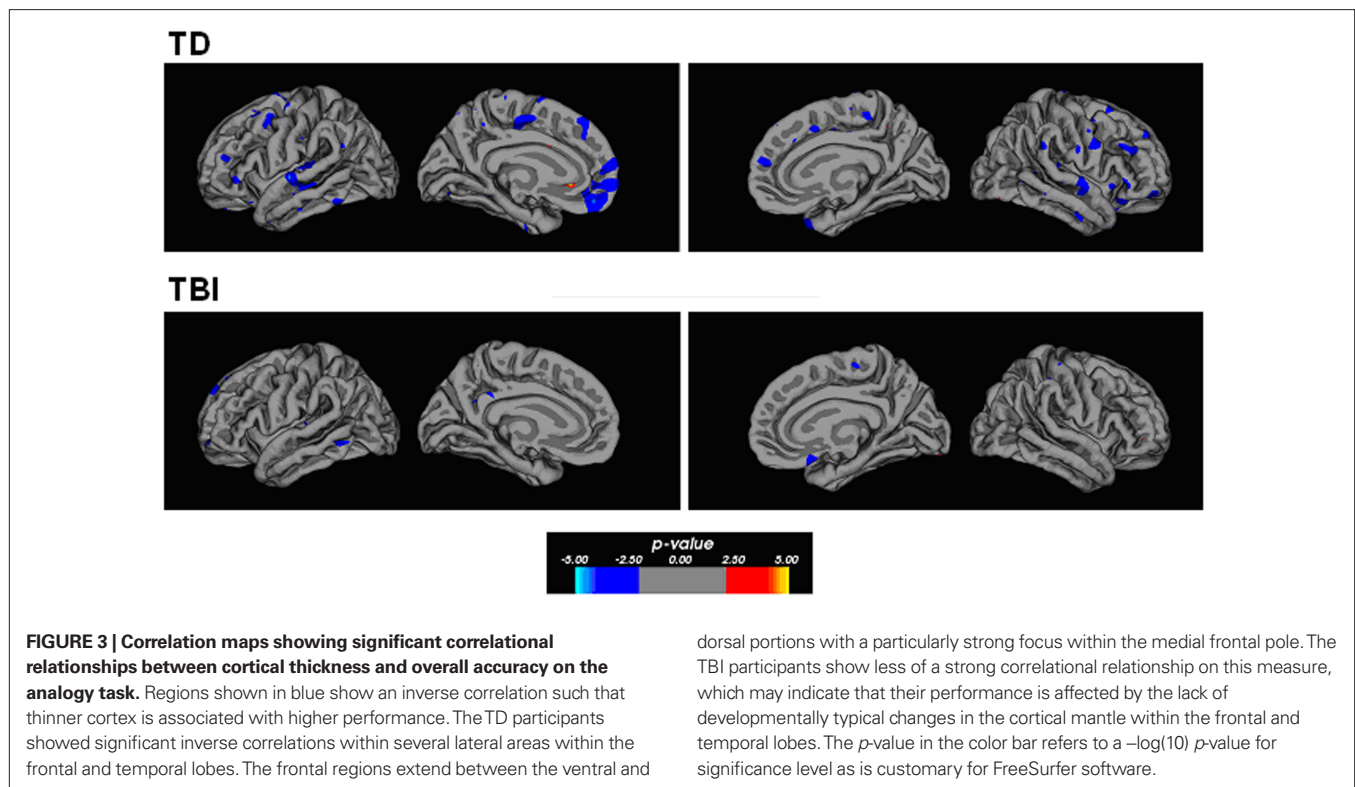 TD
TBI
p-value
-5.00 -2.50 0.00 2.50 5.00
FIGURE 3 | Correlation maps showing significant correlational
relationships between cortical thickness and overall accuracy on the
analogy task. Regions shown in blue show an inverse correlation such that
thinner cortex is associated with higher performance. The TD participants
showed significant inverse correlations within several lateral areas within the
frontal and temporal lobes. The frontal regions extend between the ventral and
dorsal portions with a particularly strong focus within the medial frontal pole. The
TBI participants show less of a strong correlational relationship on this measure,
which may indicate that their performance is affected by the lack of
developmentally typical changes in the cortical mantle within the frontal and
temporal lobes. The p-value in the color bar refers to a –log(10) p-value for
significance level as is customary for FreeSurfer software.